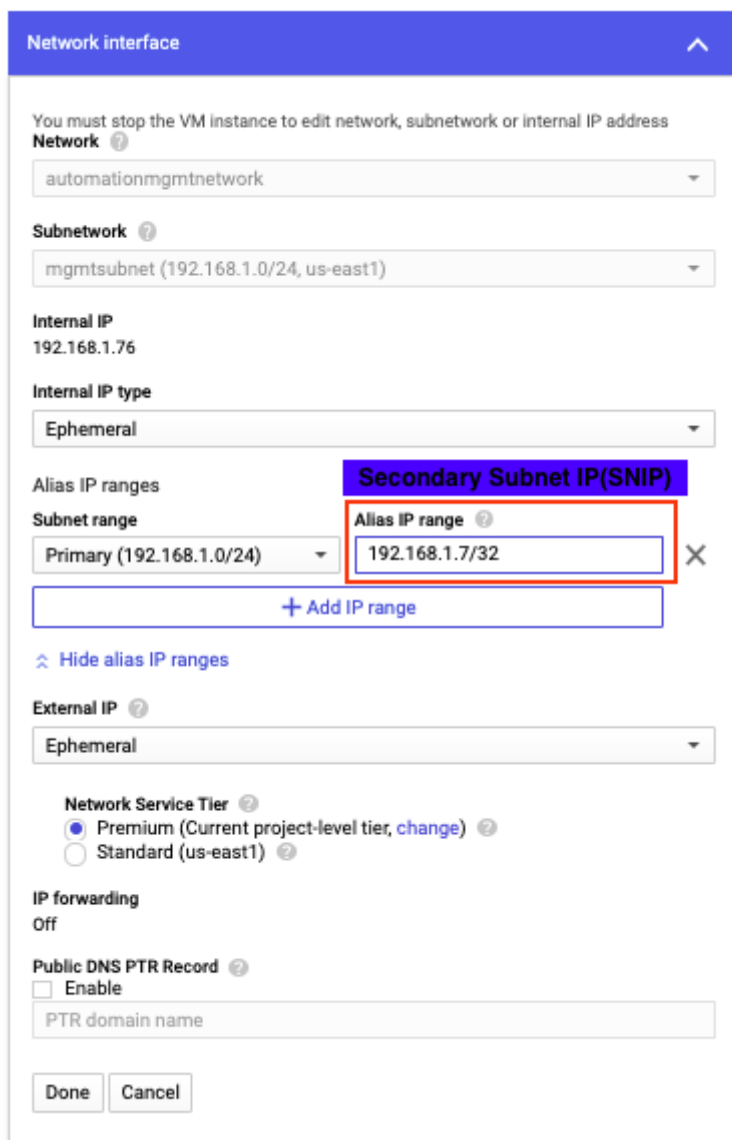 Network interface
You must stop the VM instance to edit network, subnetwork or internal IP address
Network ?
automationmgmtnetwork
Subnetwork ?
mgmtsubnet (192.168.1.0/24, us-east1)
Internal IP
192.168.1.76
Internal IP type
Ephemeral
Alias IP ranges
Secondary Subnet IP(SNIP)
Subnet range
Alias IP range ?
Primary (192.168.1.0/24)
192.168.1.7/32
+ Add IP range
Hide alias IP ranges
External IP ?
Ephemeral
Network Service Tier ?
Premium (Current project-level tier, change) ?
Standard (us-east1) ?
IP forwarding
Off
Public DNS PTR Record ?
Enable
PTR domain name
Done
Cancel